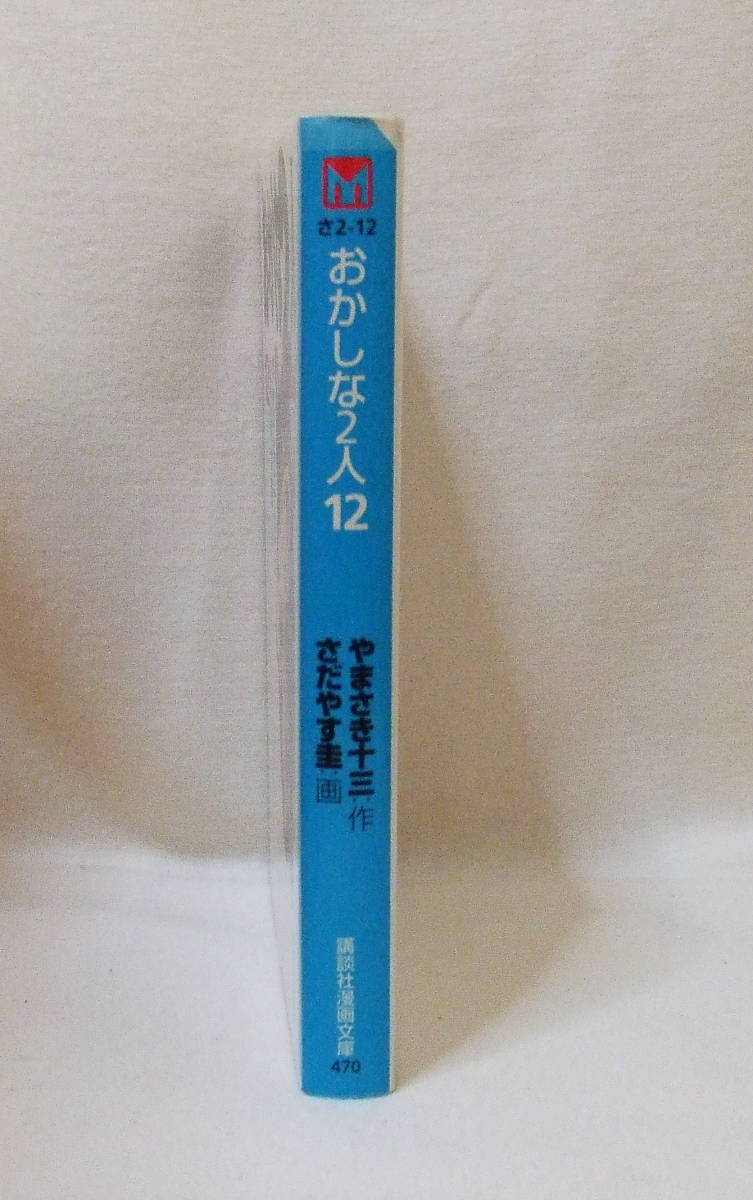 さ2-12
おかしな2人 12
やまさき十三:作
さだやす圭:画
講談社漫画文庫
470